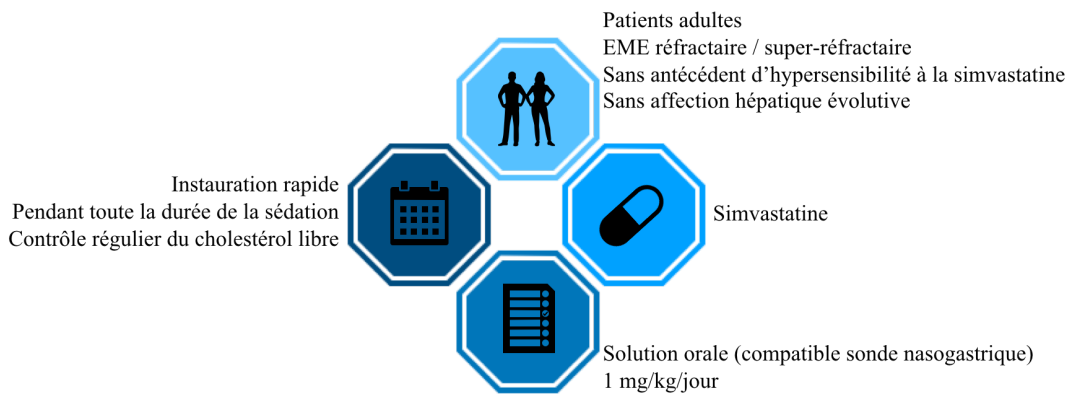 Patients adultes
EME réfractaire / super-réfractaire
Sans antécédent d’hypersensibilité à la simvastatine
Sans affection hépatique évolutive
Instauration rapide
Pendant toute la durée de la sédation
Contrôle régulier du cholestérol libre
Simvastatine
Solution orale (compatible sonde nasogastrique)
1 mg/kg/jour